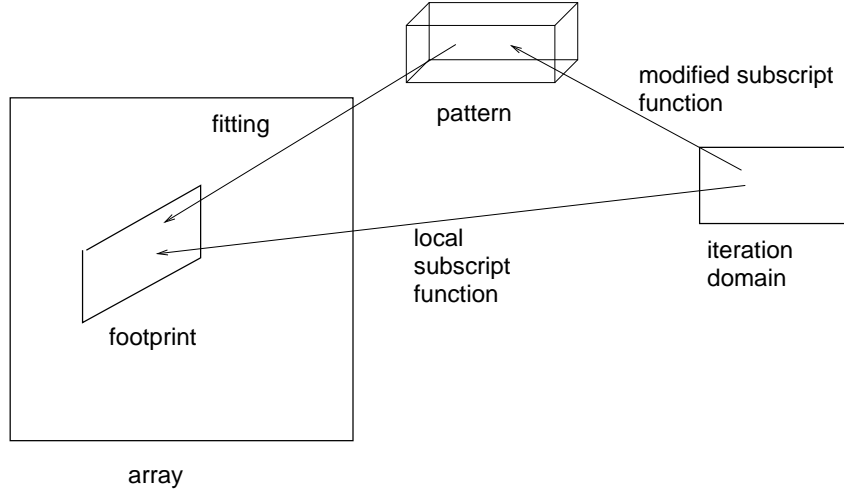 modified subscript
function
fitting
pattern
local
subscript
function
iteration
domain
footprint
array